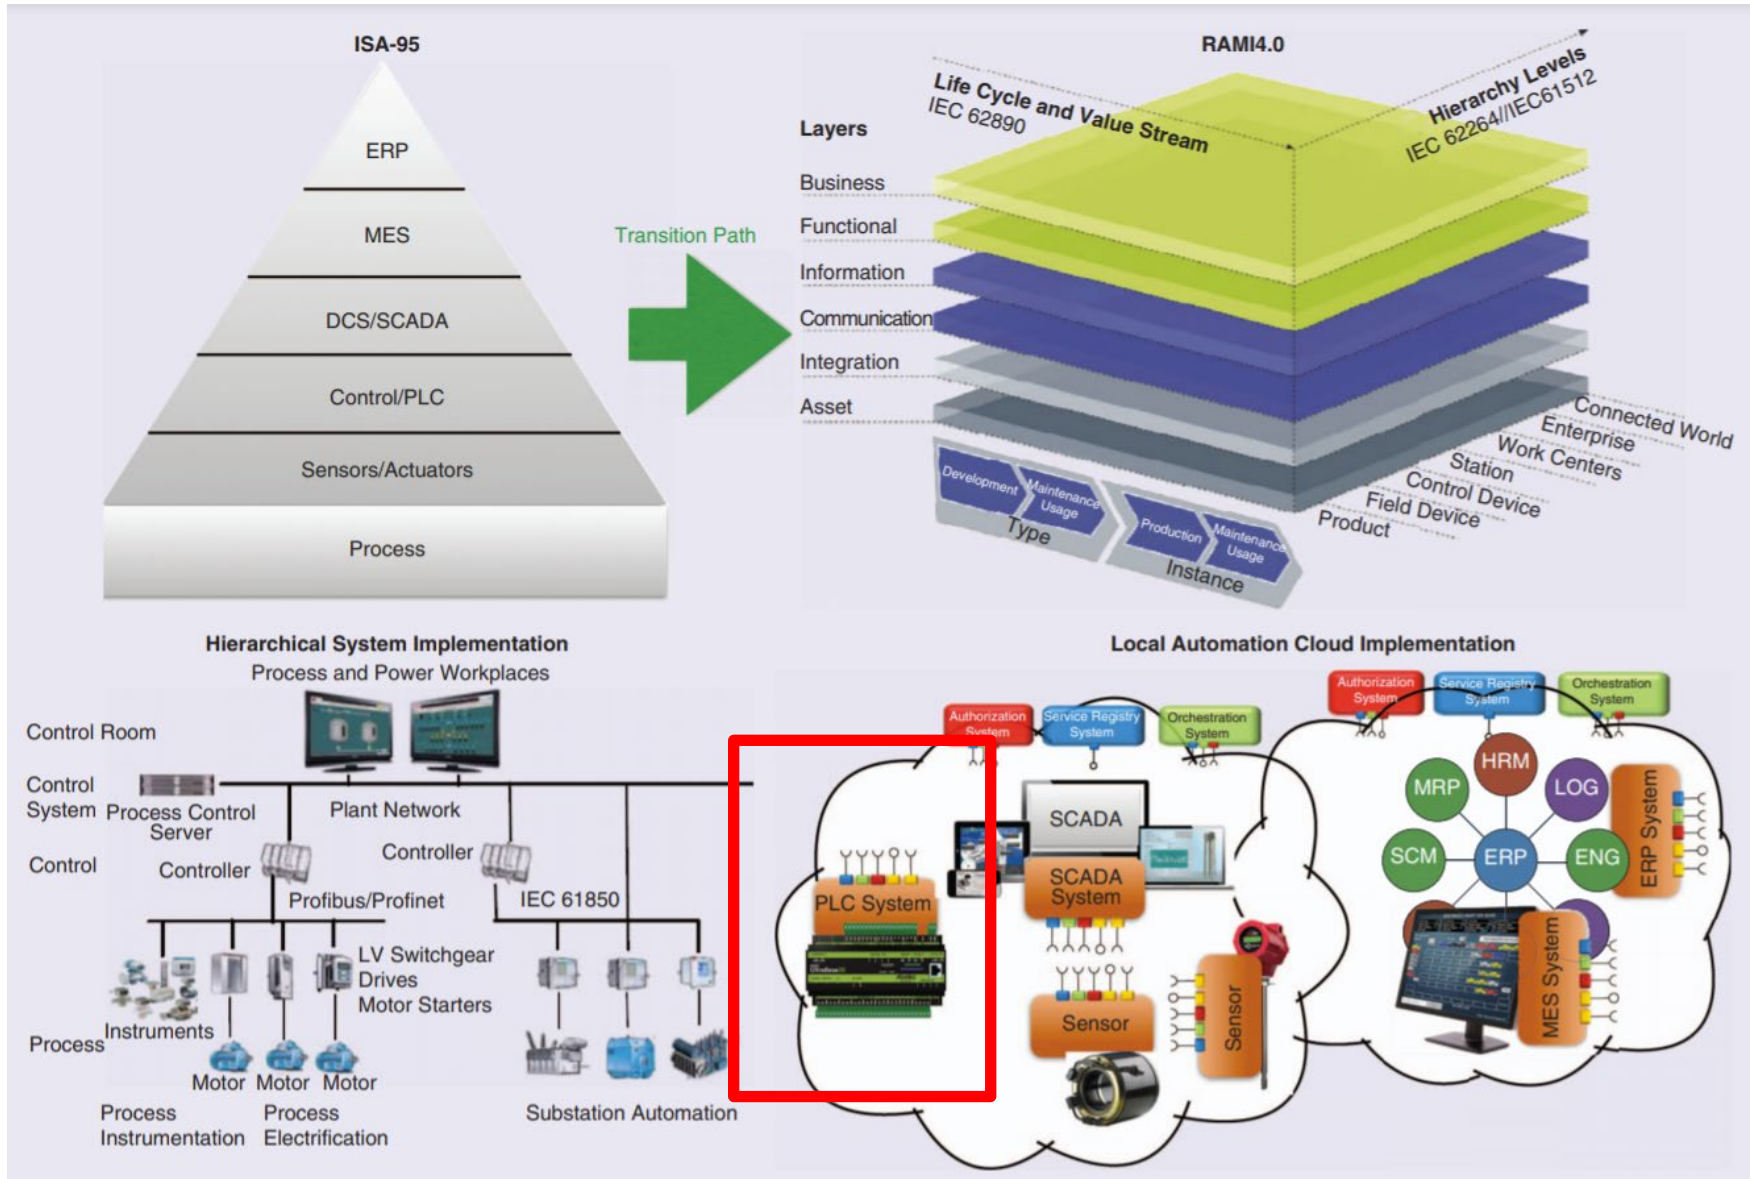 ISA-95
ERP
MES
DCS/SCADA
Control/PLC
Sensors/Actuators
Process
Transition Path
RAMI4.0
Life Cycle and Value Stream
IEC 62890
Hierarchy Levels
IEC 62264//IEC61512
Layers
Business
Functional
Information
Communication
Integration
Asset
Development
Maintenance
Usage
Type
Production
Maintenance
Usage
Instance
Connected World
Enterprise
Work Centers
Station
Control Device
Field Device
Product
Hierarchical System Implementation
Process and Power Workplaces
Control Room
Control
System
Process Control
Server
Plant Network
Control
Controller
Controller
Profibus/Profinet
IEC 61850
LV Switchgear
Drives
Motor Starters
Instruments
Process
Motor
Motor
Motor
Process
Instrumentation
Process
Electrification
Substation Automation
Local Automation Cloud Implementation
Authorization
System
Service Registry
System
Orchestration
System
SCADA
SCADA
System
PLC System
Sensor
Sensor
Authorization
System
Service Registry
System
Orchestration
System
HRM
MRP
LOG
SCM
ERP
ENG
ERP System
MES System